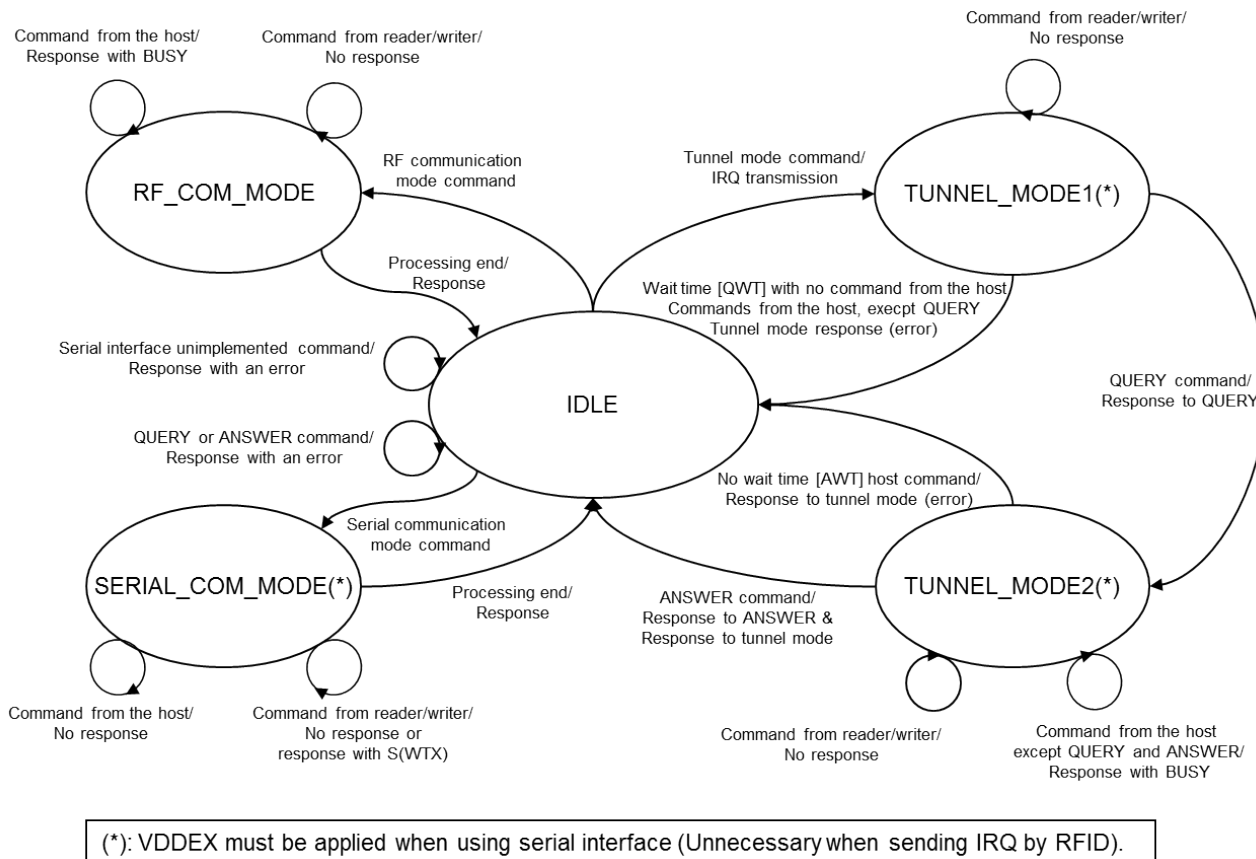 Command from the host/
Response with BUSY
Command from reader/writer/
No response
Command from reader/writer/
No response
RF_COM_MODE
RF communication
mode command
Tunnel mode command/
IRQ transmission
TUNNEL_MODE1(*)
Processing end/
Response
Wait time [QWT] with no command from the host
Commands from the host, execpt QUERY
Tunnel mode response (error)
Serial interface unimplemented command/
Response with an error
IDLE
QUERY command/
Response to QUERY
QUERY or ANSWER command/
Response with an error
No wait time [AWT] host command/
Response to tunnel mode (error)
Serial communication
mode command
SERIAL_COM_MODE(*)
Processing end/
Response
ANSWER command/
Response to ANSWER &
Response to tunnel mode
TUNNEL_MODE2(*)
Command from the host/
No response
Command from reader/writer/
No response or
response with S(WTX)
Command from reader/writer/
No response
Command from the host
except QUERY and ANSWER/
Response with BUSY
(*): VDDEX must be applied when using serial interface (Unnecessary when sending IRQ by RFID).